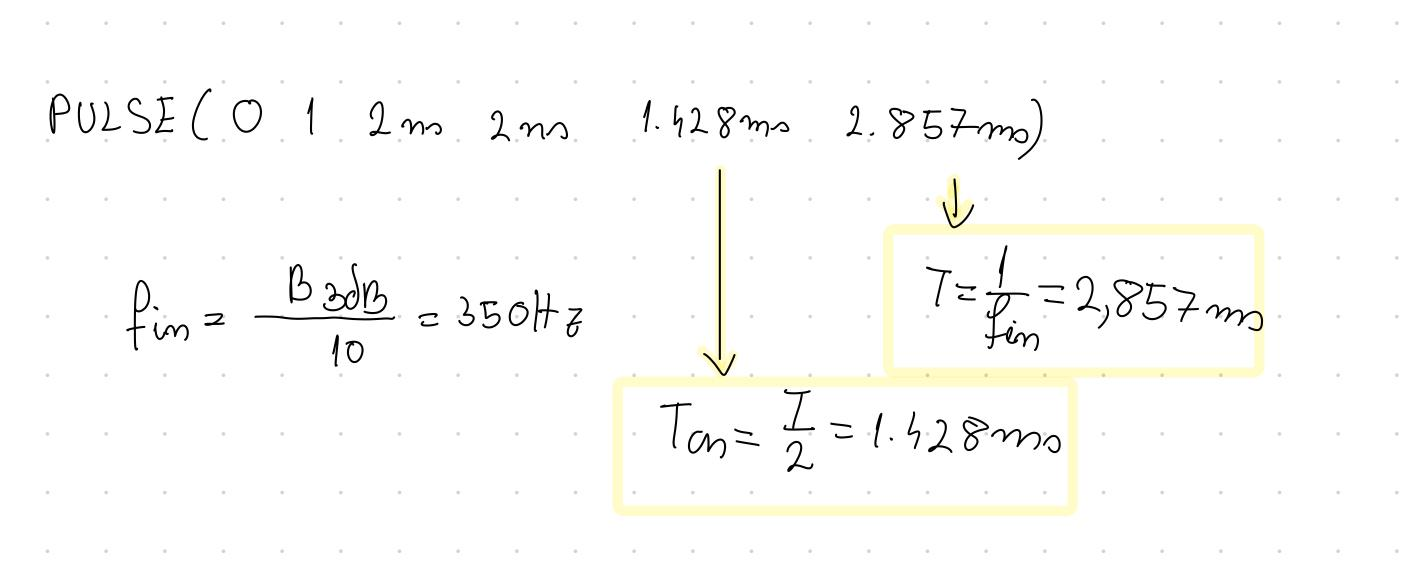 PULSE( 0 1 2ns 2ns 1.428ms 2.857ms)
fin = B3dB/10 = 350Hz
T = 1/fin = 2,857ms
Ton = T/2 = 1.428ms